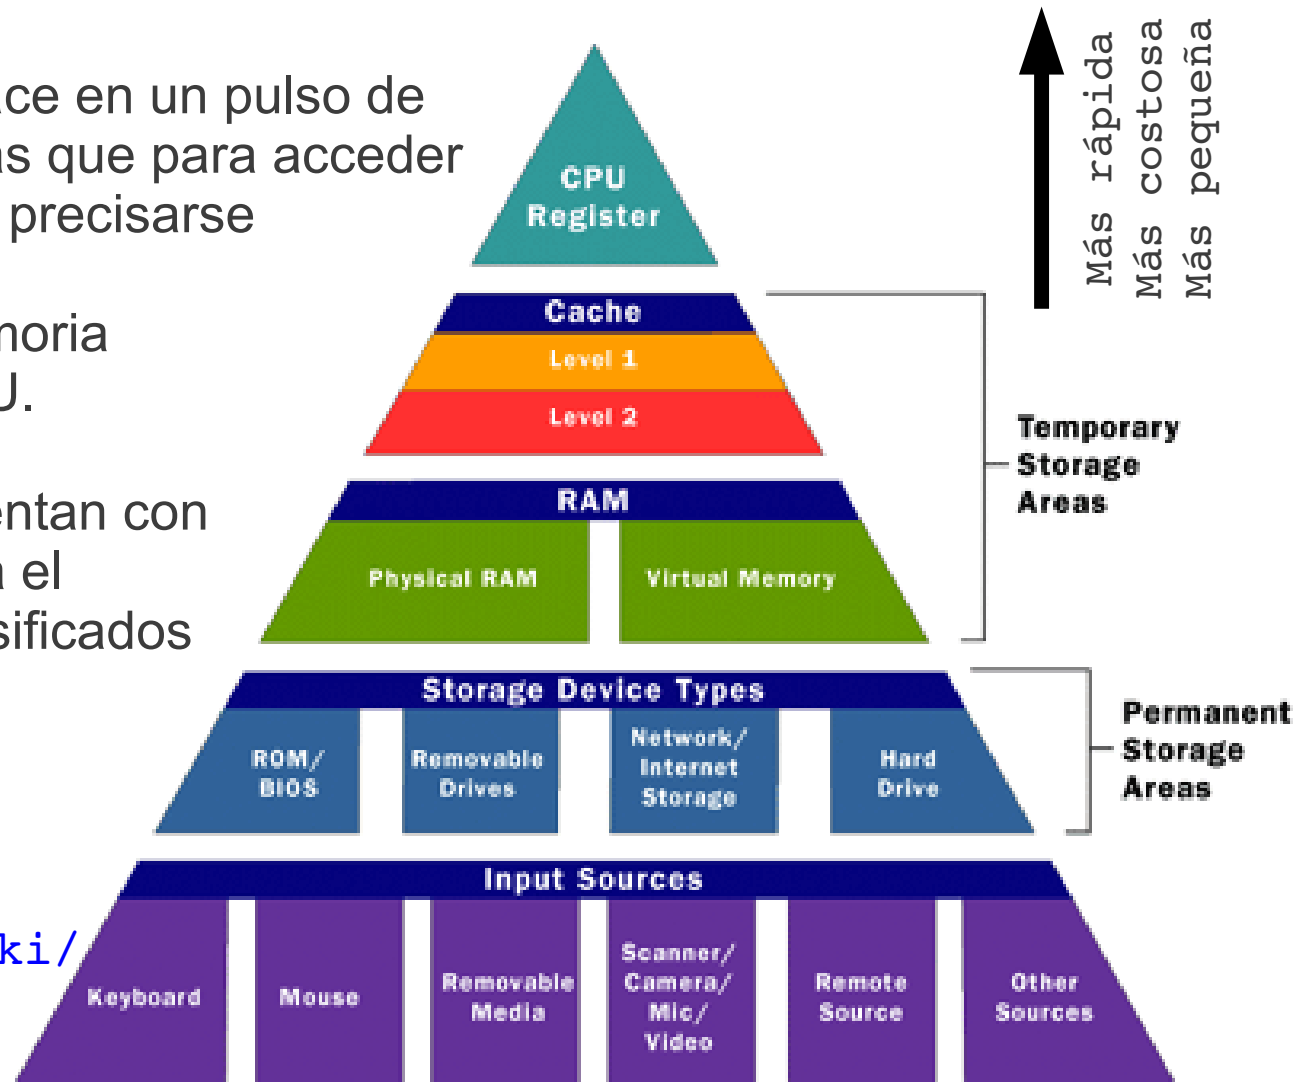 ace en un pulso de
as que para acceder
precisarse
moria
U.
entan con
a el
sificados
ki/
Más rápida
Más costosa
Más pequeña
CPU
Register
Cache
Level 1
Level 2
RAM
Physical RAM
Virtual Memory
Temporary
Storage
Areas
Storage Device Types
ROM/
BIOS
Removable
Drives
Network/
Internet
Storage
Hard
Drive
Permanent
Storage
Areas
Input Sources
Keyboard
Mouse
Removable
Media
Scanner/
Camera/
Mic/
Video
Remote
Source
Other
Sources